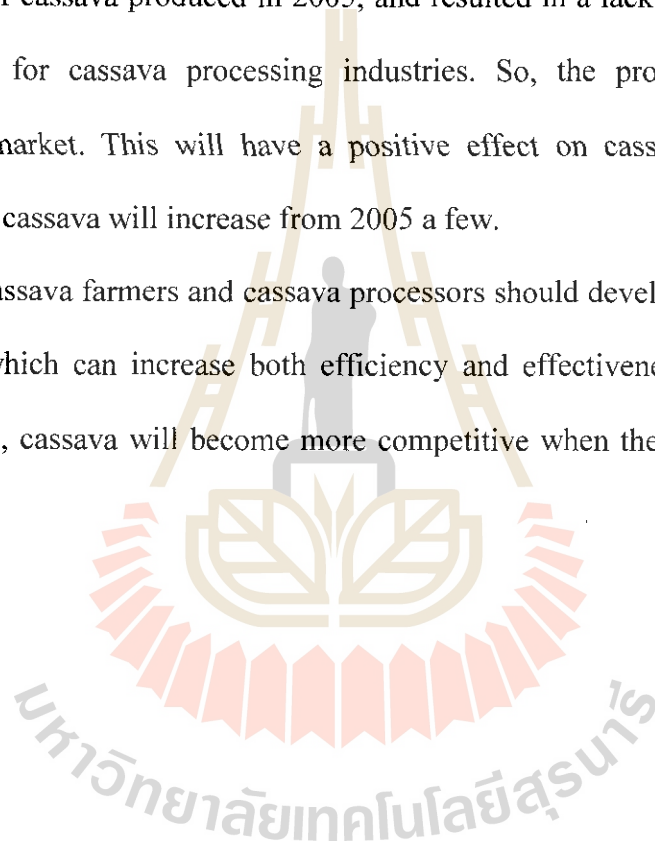 cassava produced in 2005, and resulted in a lack
for cassava processing industries. So, the pro
market. This will have a positive effect on cass
cassava will increase from 2005 a few.
assava farmers and cassava processors should devel
which can increase both efficiency and effectivene
, cassava will become more competitive when the
มหาวิทยาลัยเทคโนโลยีสุรนารี